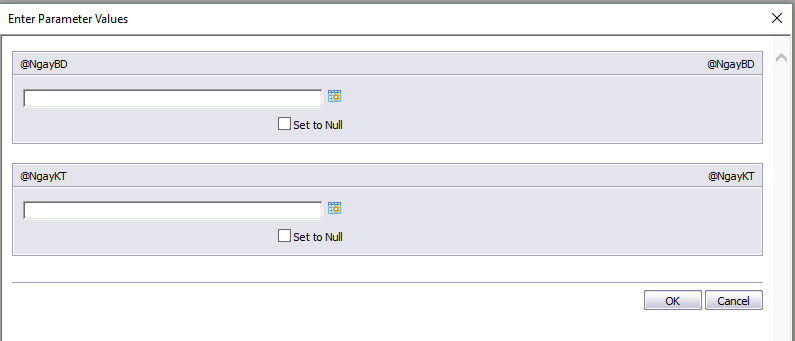 Enter Parameter Values
@NgayBD @NgayBD
Set to Null
@NgayKT @NgayKT
Set to Null
OK Cancel